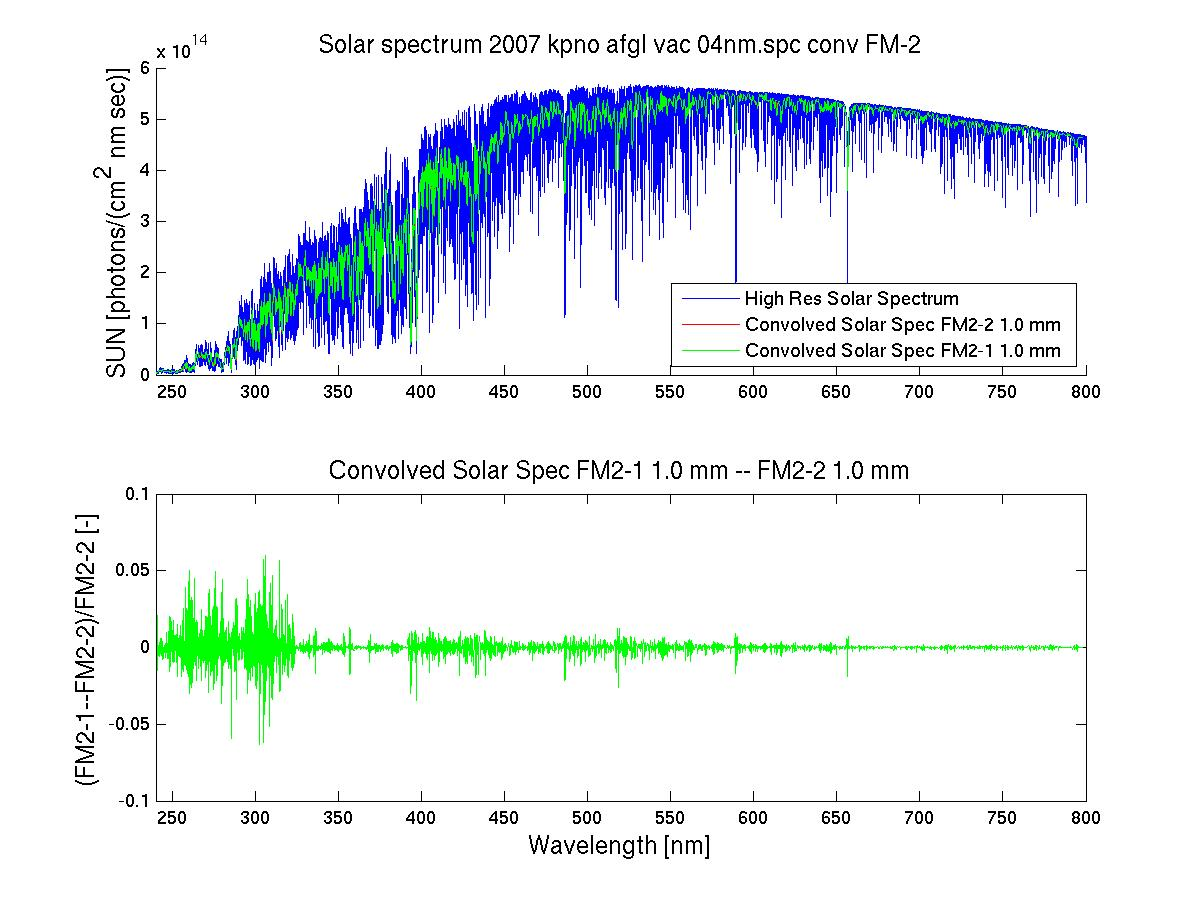 Solar spectrum 2007 kpno afgl vac 04nm.spc conv FM-2
x 10^14
SUN [photons/(cm^2 nm sec)]
6
5
4
3
2
1
0
High Res Solar Spectrum
Convolved Solar Spec FM2-2 1.0 mm
Convolved Solar Spec FM2-1 1.0 mm
250 300 350 400 450 500 550 600 650 700 750 800
Convolved Solar Spec FM2-1 1.0 mm -- FM2-2 1.0 mm
(FM2-1--FM2-2)/FM2-2 [-]
0.1
0.05
0
-0.05
-0.1
250 300 350 400 450 500 550 600 650 700 750 800
Wavelength [nm]